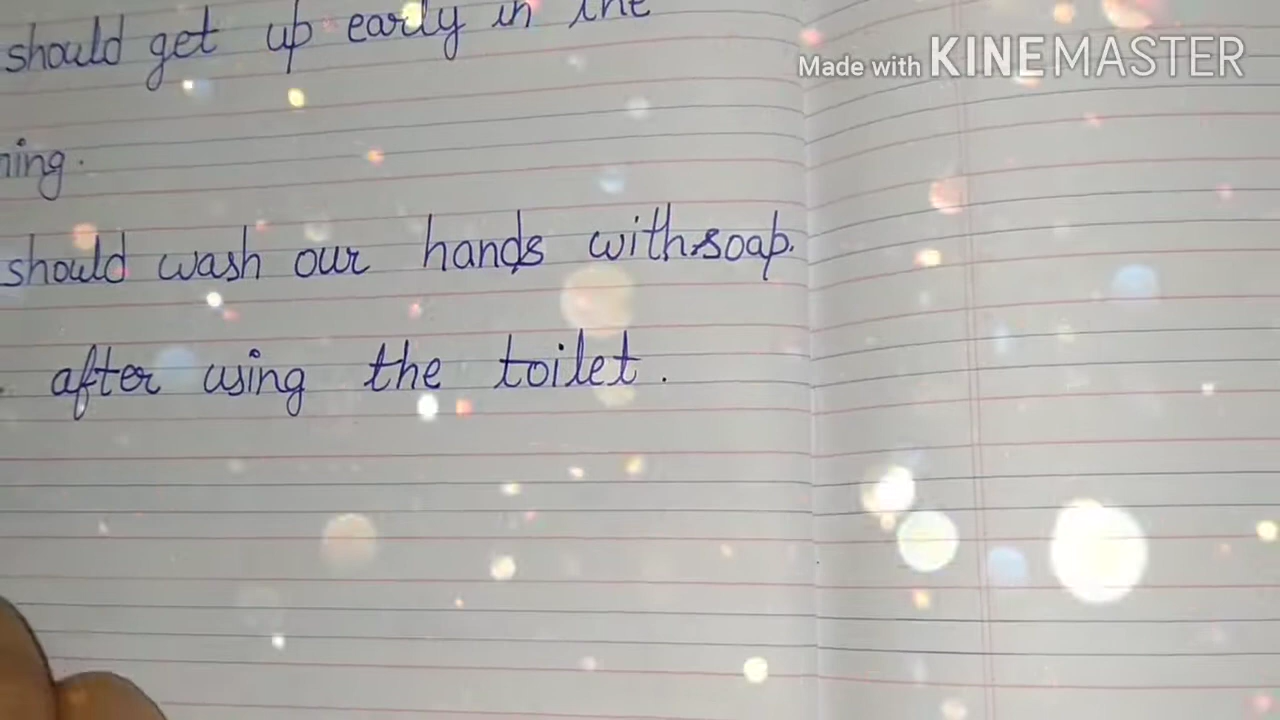 should get up early in the
Made with KINEMASTER
ning.
should wash our hands with soap.
after using the toilet.